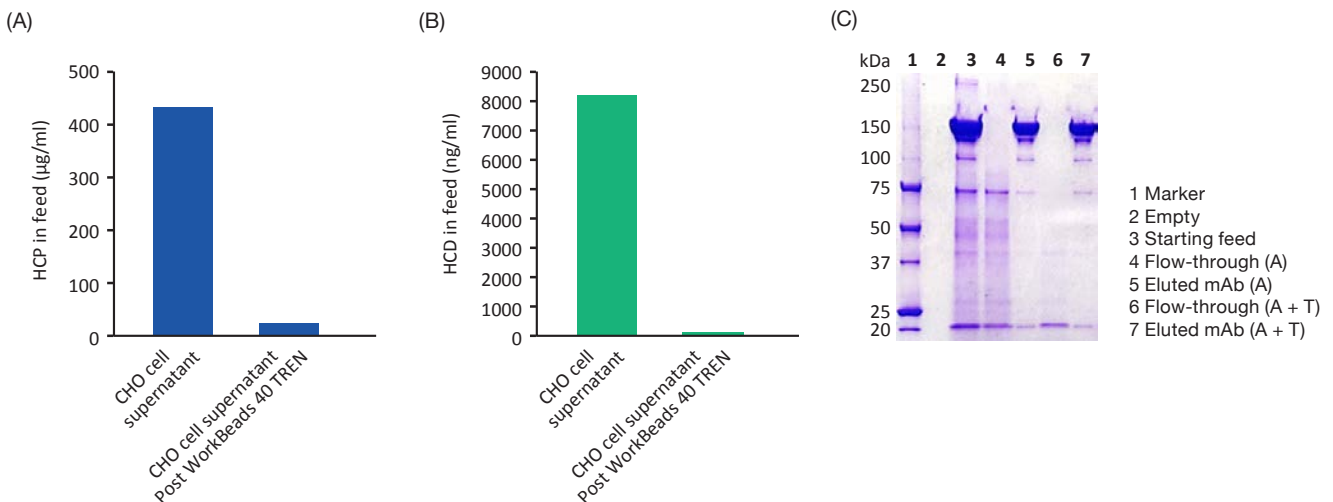 (A)
HCP in feed (µg/ml)
500
400
300
200
100
0
CHO cell
supernatant
CHO cell supernatant
Post WorkBeads 40 TREN
(B)
HCD in feed (ng/ml)
9000
8000
7000
6000
5000
4000
3000
2000
1000
0
CHO cell
supernatant
CHO cell supernatant
Post WorkBeads 40 TREN
(C)
kDa 1 2 3 4 5 6 7
250
150
100
75
50
37
25
20
1 Marker
2 Empty
3 Starting feed
4 Flow-through (A)
5 Eluted mAb (A)
6 Flow-through (A + T)
7 Eluted mAb (A + T)